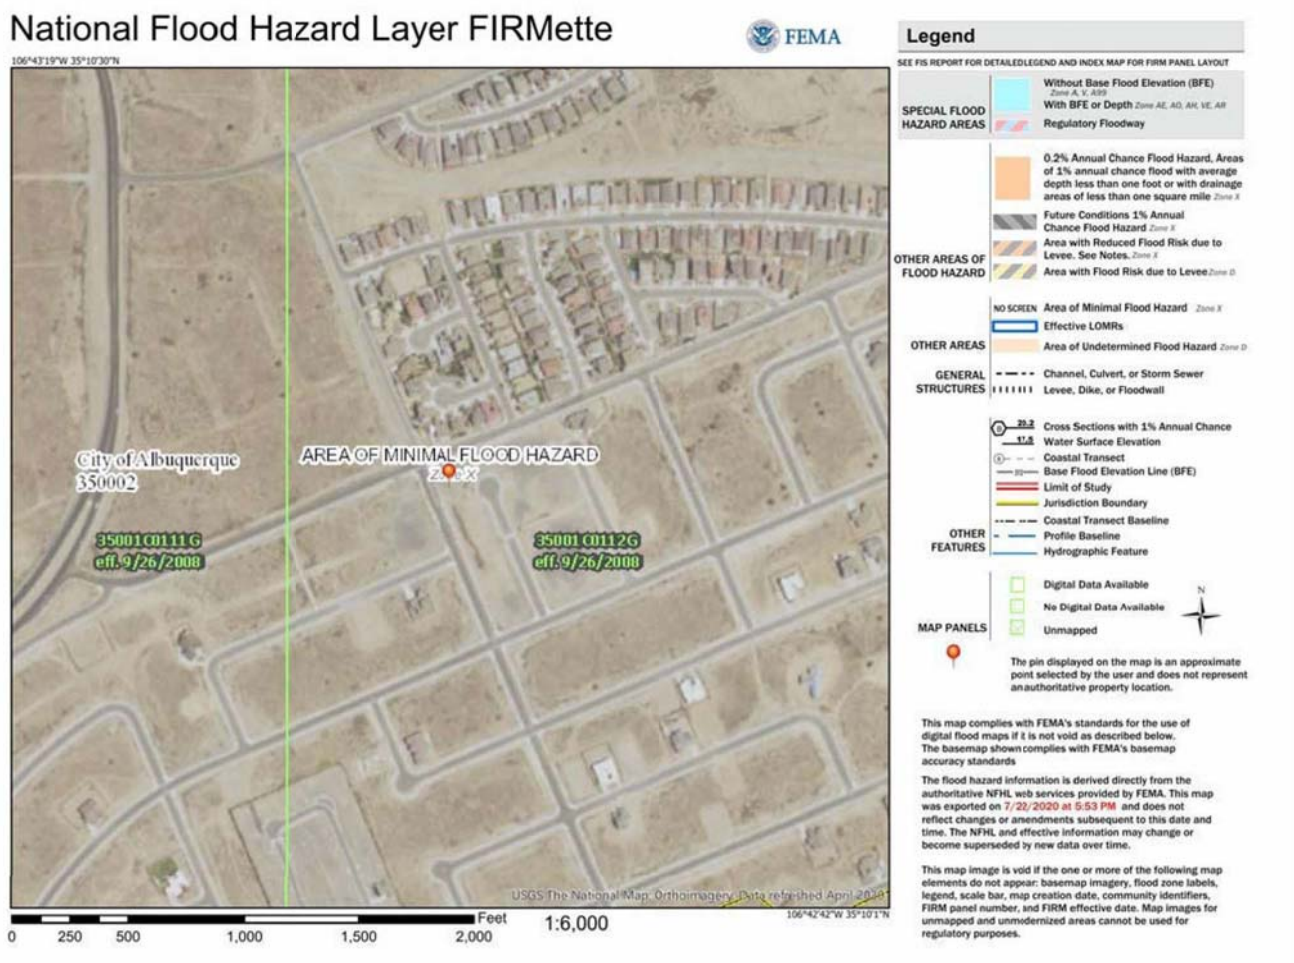 National Flood Hazard Layer FIRMette
FEMA
106°43'19"W 35°10'30"N
City of Albuquerque
350002
AREA OF MINIMAL FLOOD HAZARD
35001C0111G
eff. 9/26/2008
35001C0112G
eff. 9/26/2008
USGS The National Map: Orthoimagery. Data refreshed April 2020
106°42'42"W 35°10'1"N
0 250 500 1,000 1,500 2,000 Feet
1:6,000
Legend
SEE FIS REPORT FOR DETAILED LEGEND AND INDEX MAP FOR FIRM PANEL LAYOUT
SPECIAL FLOOD
HAZARD AREAS
Without Base Flood Elevation (BFE)
Zone A, V, A99
With BFE or Depth Zone AE, AO, AH, VE, AR
Regulatory Floodway
OTHER AREAS OF
FLOOD HAZARD
0.2% Annual Chance Flood Hazard, Areas
of 1% annual chance flood with average
depth less than one foot or with drainage
areas of less than one square mile Zone X
Future Conditions 1% Annual
Chance Flood Hazard Zone X
Area with Reduced Flood Risk due to
Levee. See Notes. Zone X
Area with Flood Risk due to Levee Zone D
OTHER AREAS
NO SCREEN Area of Minimal Flood Hazard Zone X
Effective LOMRs
Area of Undetermined Flood Hazard Zone D
GENERAL
STRUCTURES
Channel, Culvert, or Storm Sewer
Levee, Dike, or Floodwall
OTHER
FEATURES
B 20.2 Cross Sections with 1% Annual Chance
17.5 Water Surface Elevation
Coastal Transect
Base Flood Elevation Line (BFE)
Limit of Study
Jurisdiction Boundary
Coastal Transect Baseline
Profile Baseline
Hydrographic Feature
MAP PANELS
Digital Data Available
No Digital Data Available
Unmapped
N
The pin displayed on the map is an approximate
point selected by the user and does not represent
an authoritative property location.
This map complies with FEMA's standards for the use of
digital flood maps if it is not void as described below.
The basemap shown complies with FEMA's basemap
accuracy standards
The flood hazard information is derived directly from the
authoritative NFHL web services provided by FEMA. This map
was exported on 7/22/2020 at 5:53 PM and does not
reflect changes or amendments subsequent to this date and
time. The NFHL and effective information may change or
become superseded by new data over time.
This map image is void if the one or more of the following map
elements do not appear: basemap imagery, flood zone labels,
legend, scale bar, map creation date, community identifiers,
FIRM panel number, and FIRM effective date. Map images for
unmapped and unmodernized areas cannot be used for
regulatory purposes.